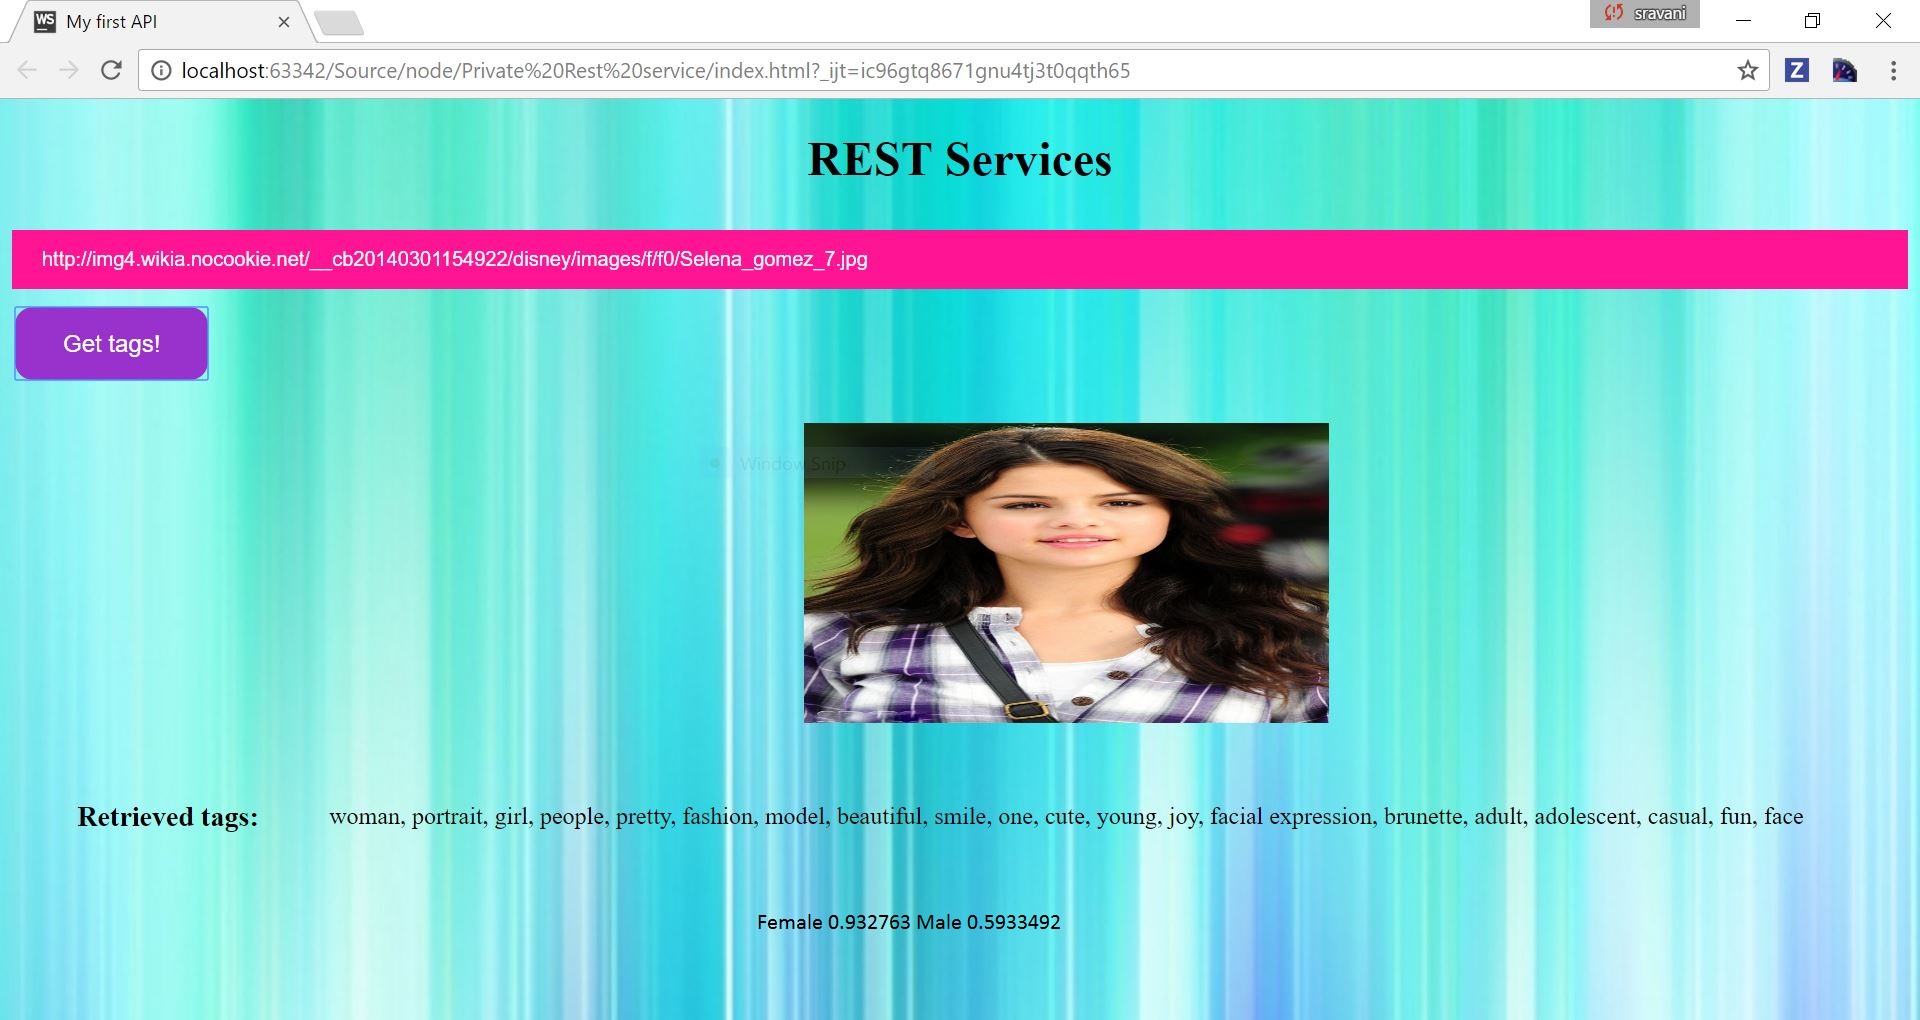 WS My first API
sravani
localhost:63342/Source/node/Private%20Rest%20service/index.html?_ijt=ic96gtq8671gnu4tj3t0qqth65
Z
REST Services
http://img4.wikia.nocookie.net/__cb20140301154922/disney/images/f/f0/Selena_gomez_7.jpg
Get tags!
Window Snip
Retrieved tags: woman, portrait, girl, people, pretty, fashion, model, beautiful, smile, one, cute, young, joy, facial expression, brunette, adult, adolescent, casual, fun, face
Female 0.932763 Male 0.5933492